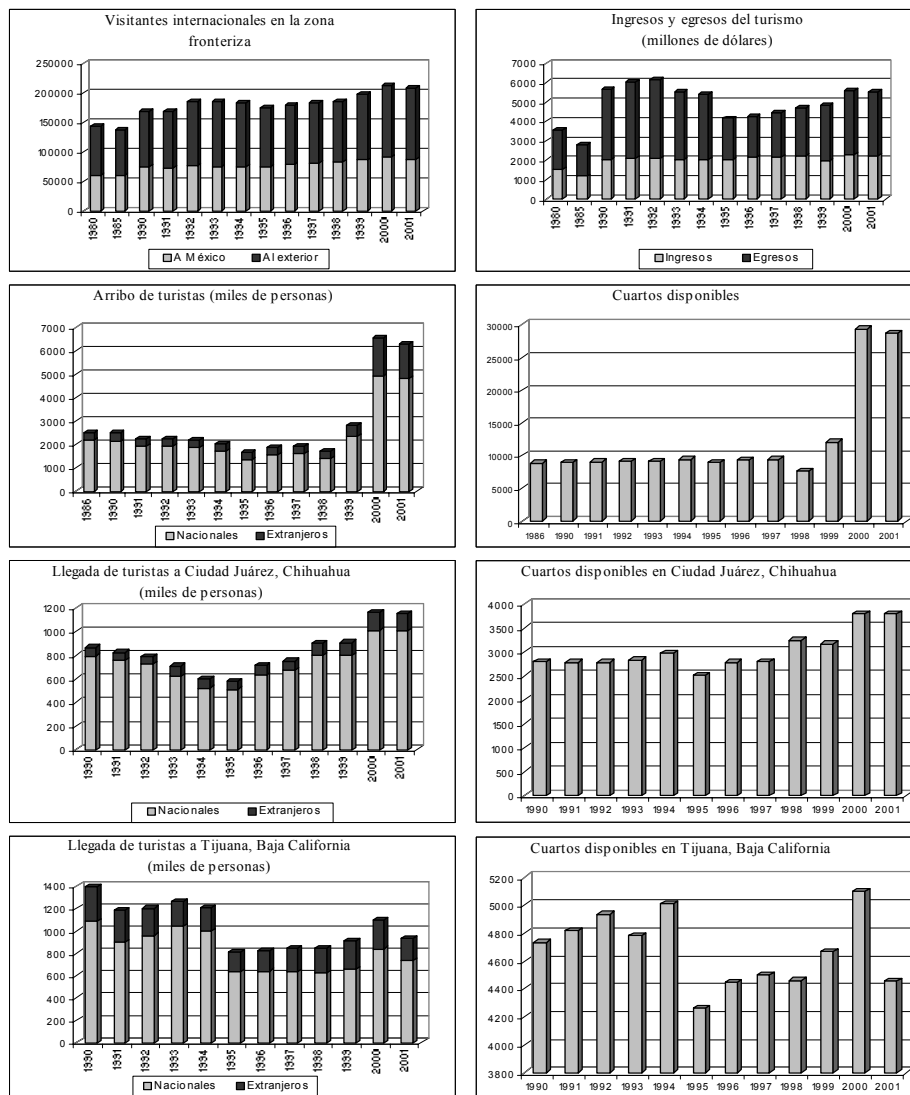 Visitantes internacionales en la zona
fronteriza
250000
200000
150000
100000
50000
0
1980 1985 1990 1991 1992 1993 1994 1995 1996 1997 1998 1999 2000 2001
A México Al exterior
Ingresos y egresos del turismo
(millones de dólares)
7000
6000
5000
4000
3000
2000
1000
0
1980 1985 1990 1991 1992 1993 1994 1995 1996 1997 1998 1999 2000 2001
Ingresos Egresos
Arribo de turistas (miles de personas)
7000
6000
5000
4000
3000
2000
1000
0
1986 1990 1991 1992 1993 1994 1995 1996 1997 1998 1999 2000 2001
Nacionales Extranjeros
Cuartos disponibles
30000
25000
20000
15000
10000
5000
0
1986 1990 1991 1992 1993 1994 1995 1996 1997 1998 1999 2000 2001
Llegada de turistas a Ciudad Juárez, Chihuahua
(miles de personas)
1200
1000
800
600
400
200
0
1990 1991 1992 1993 1994 1995 1996 1997 1998 1999 2000 2001
Nacionales Extranjeros
Cuartos disponibles en Ciudad Juárez, Chihuahua
4000
3500
3000
2500
2000
1500
1000
500
0
1990 1991 1992 1993 1994 1995 1996 1997 1998 1999 2000 2001
Llegada de turistas a Tijuana, Baja California
(miles de personas)
1400
1200
1000
800
600
400
200
0
1990 1991 1992 1993 1994 1995 1996 1997 1998 1999 2000 2001
Nacionales Extranjeros
Cuartos disponibles en Tijuana, Baja California
5200
5000
4800
4600
4400
4200
4000
3800
1990 1991 1992 1993 1994 1995 1996 1997 1998 1999 2000 2001